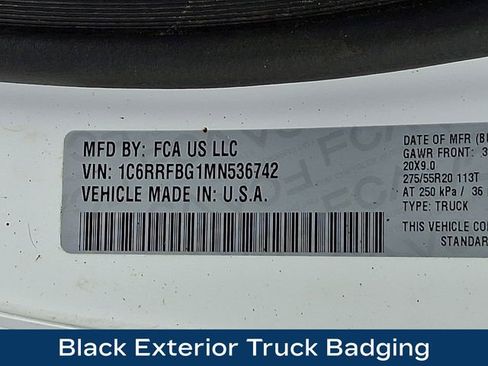 MFD BY: FCA US LLC
VIN: 1C6RRFBG1MN536742
VEHICLE MADE IN: U.S.A.
DATE OF MFR (B
GAWR FRONT: 3
20X9.0
275/55R20 113T
AT 250 kPa / 36
TYPE: TRUCK
THIS VEHICLE CO
STANDAR
Black Exterior Truck Badging